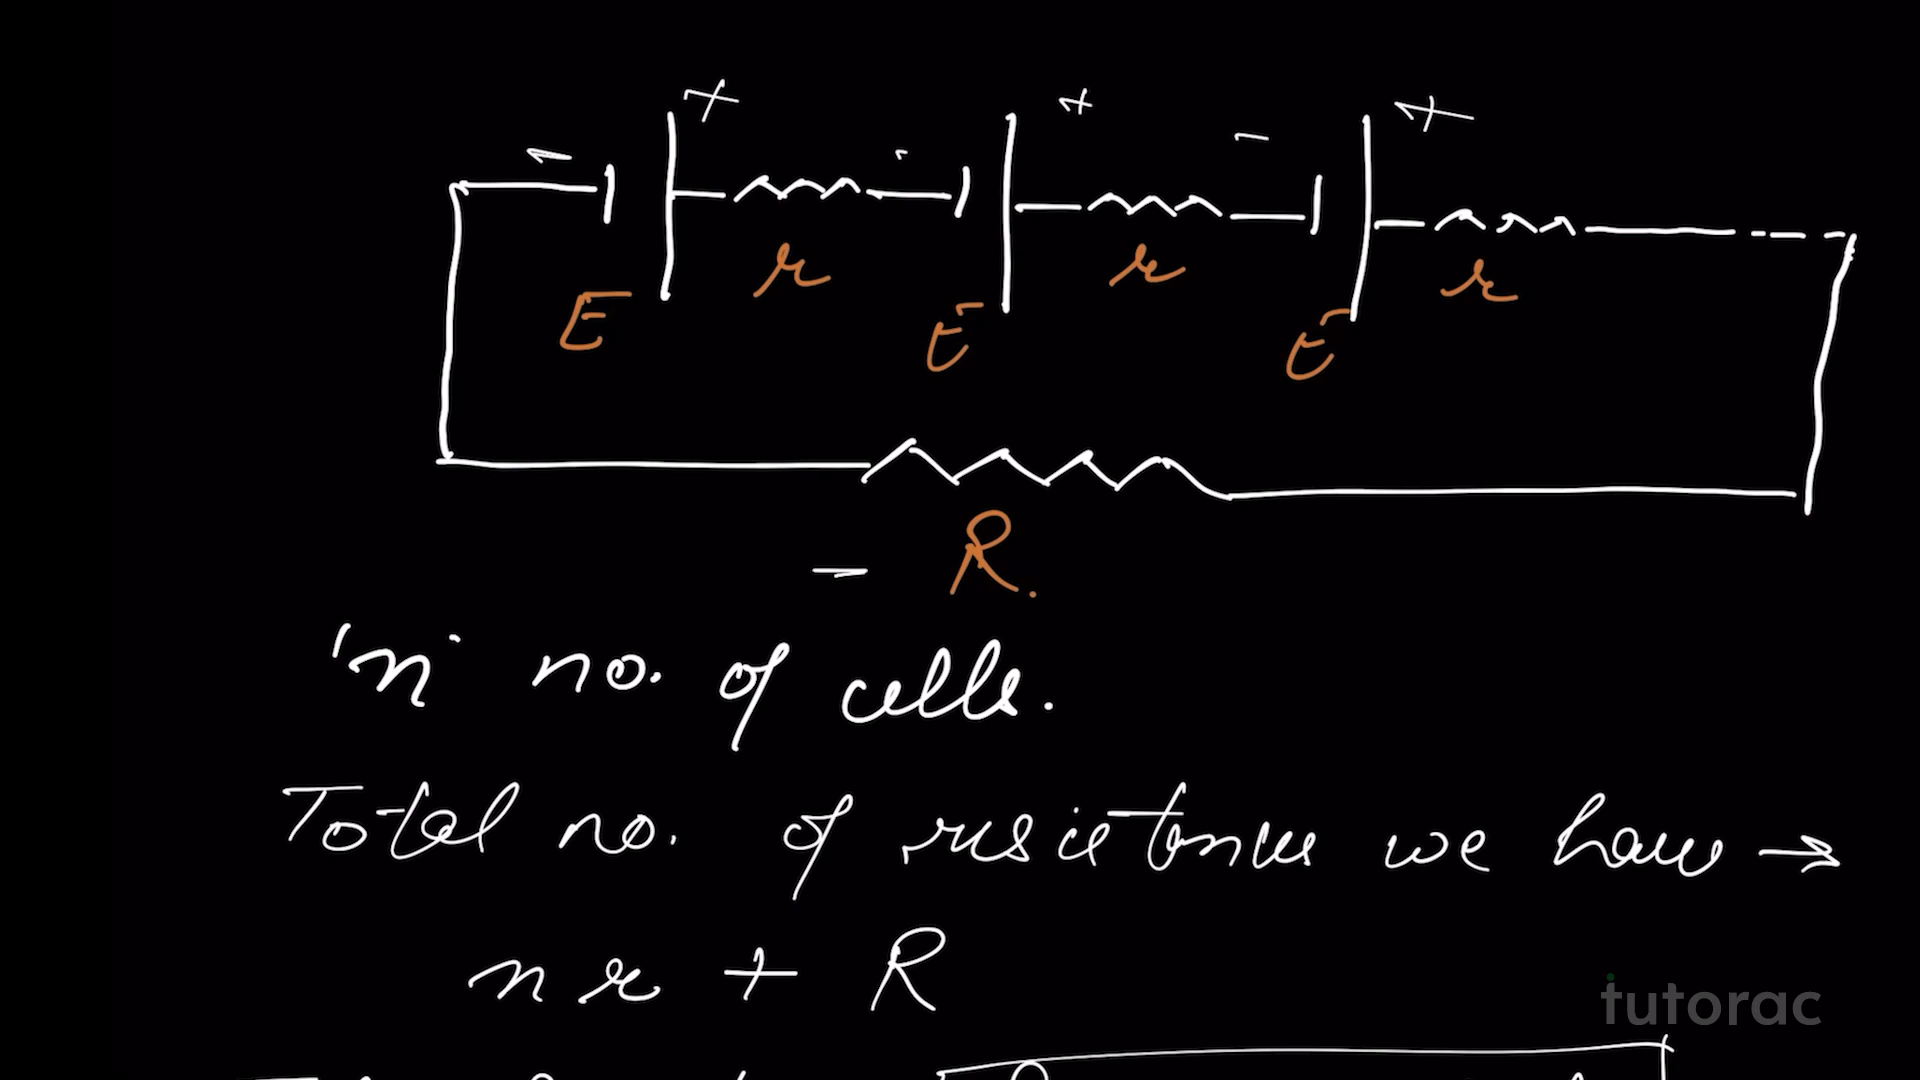 - + - + - +
r r r
E E E
- R.
'n' no. of cells.
Total no. of resistances we have →
nr + R
tutorac